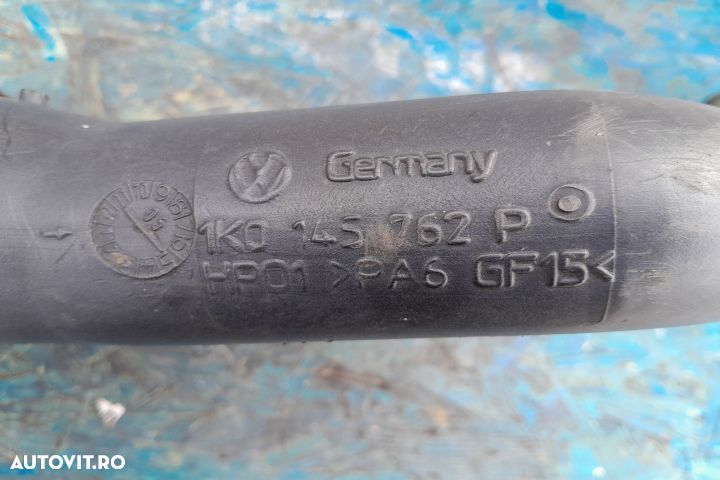 Germany
1K0 145 762 P
HP01 >PA6 GF15<
AUTOVIT.RO